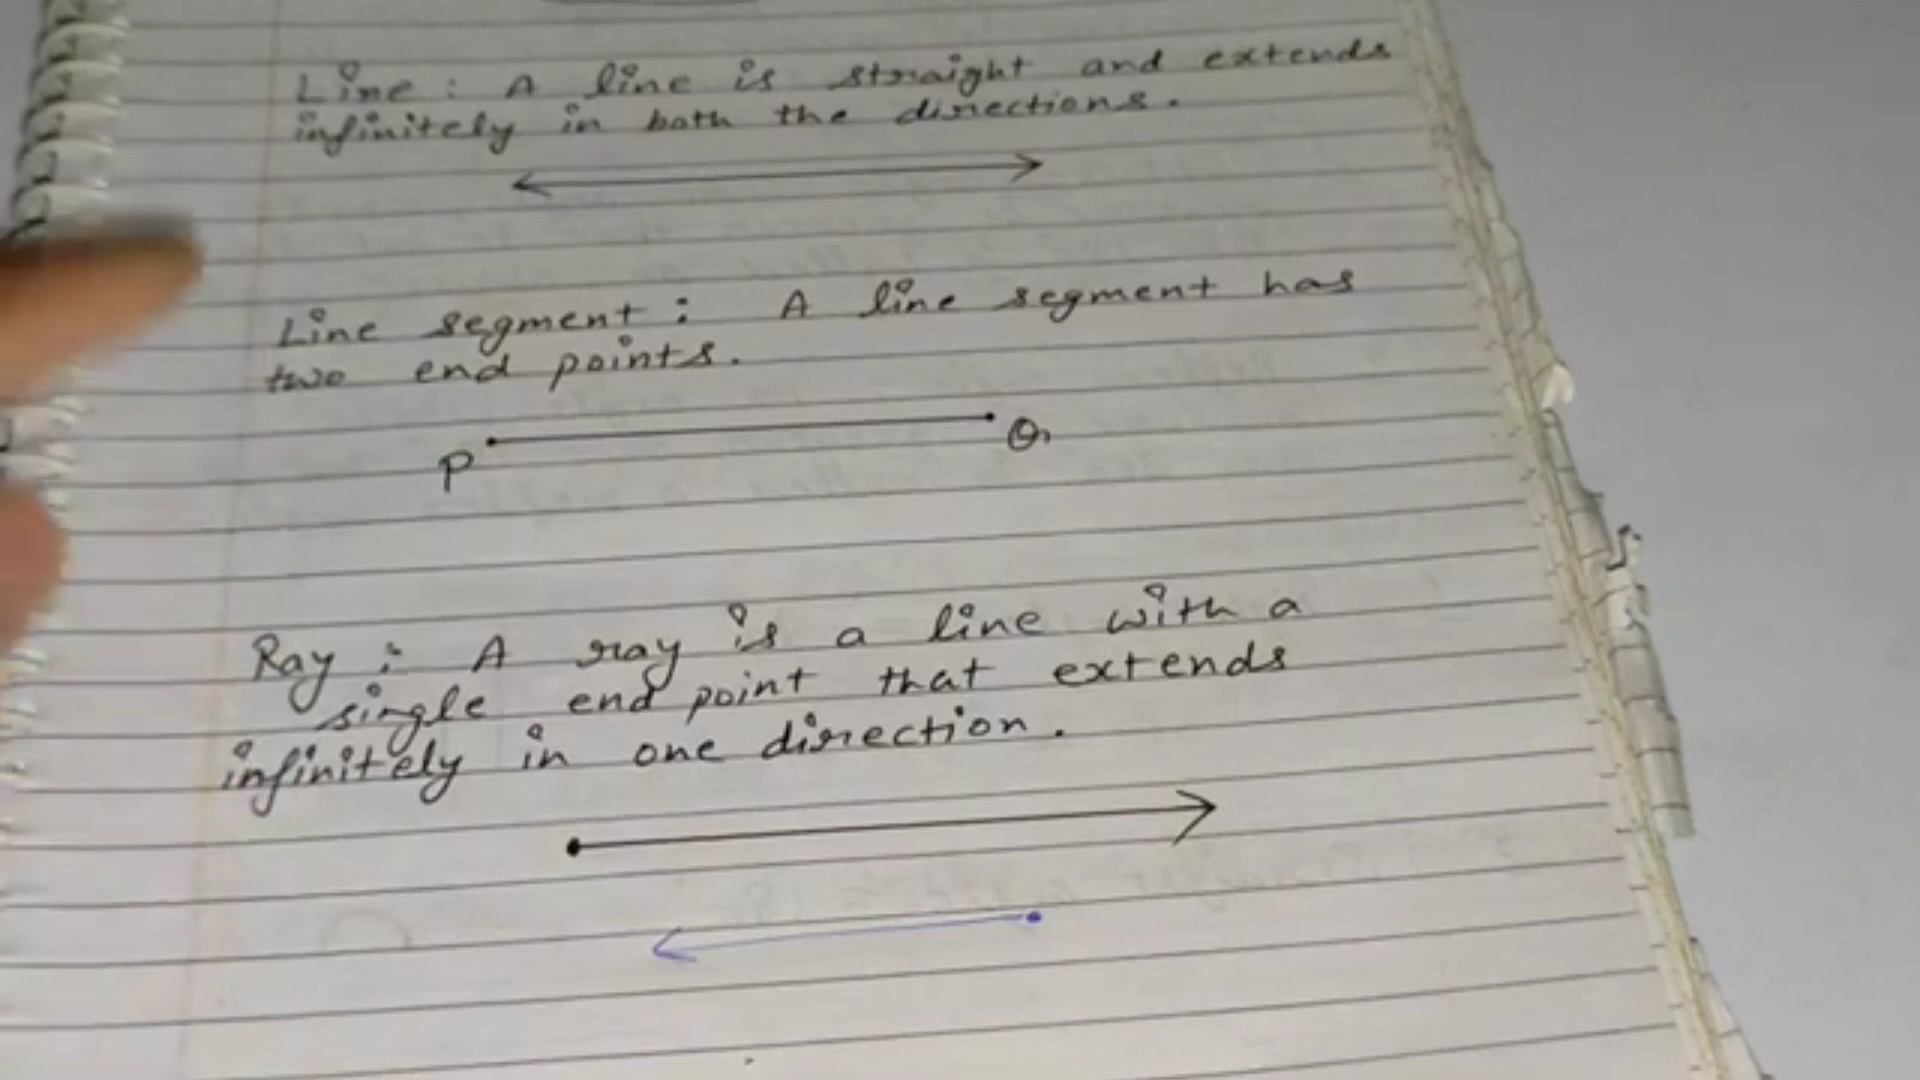 Line : A line is straight and extends
infinitely in both the directions.
Line segment : A line segment has
two end points.
P Q
Ray : A ray is a line with a
single end point that extends
infinitely in one direction.